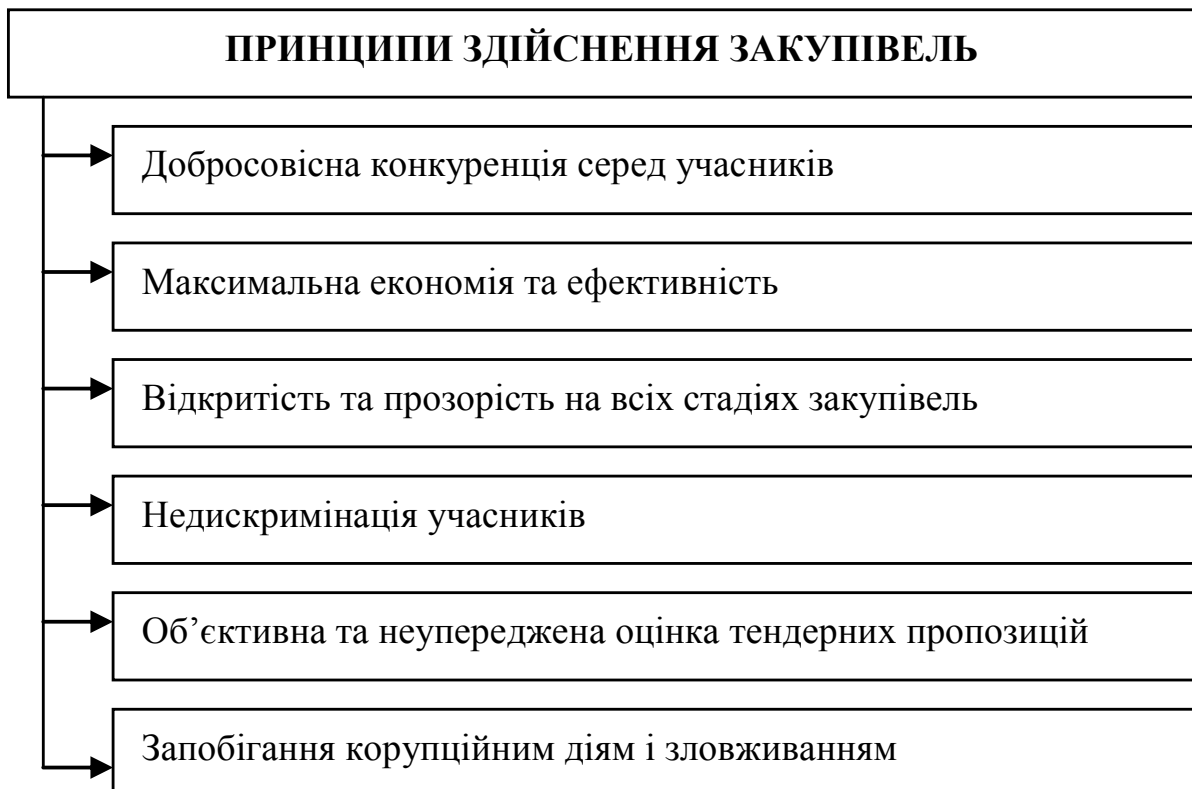 ПРИНЦИПИ ЗДІЙСНЕННЯ ЗАКУПІВЕЛЬ
Добросовісна конкуренція серед учасників
Максимальна економія та ефективність
Відкритість та прозорість на всіх стадіях закупівель
Недискримінація учасників
Об’єктивна та неупереджена оцінка тендерних пропозицій
Запобігання корупційним діям і зловживанням